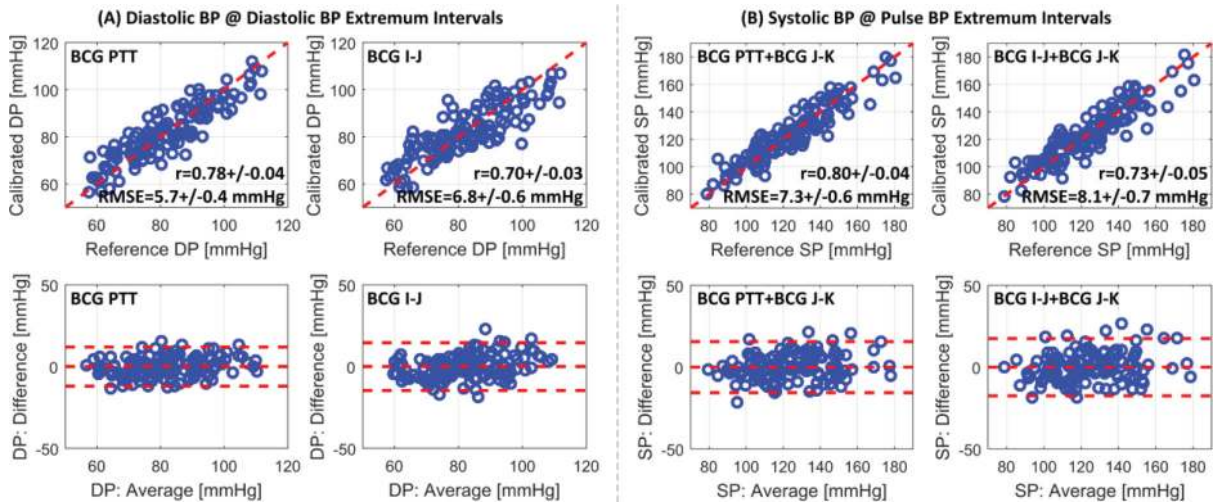 (A) Diastolic BP @ Diastolic BP Extremum Intervals
(B) Systolic BP @ Pulse BP Extremum Intervals
Calibrated DP [mmHg]
120
100
80
60
BCG PTT
r=0.78+/-0.04
RMSE=5.7+/-0.4 mmHg
60 80 100 120
Reference DP [mmHg]
Calibrated DP [mmHg]
120
100
80
60
BCG I-J
r=0.70+/-0.03
RMSE=6.8+/-0.6 mmHg
60 80 100 120
Reference DP [mmHg]
Calibrated SP [mmHg]
180
160
140
120
100
80
BCG PTT+BCG J-K
r=0.80+/-0.04
RMSE=7.3+/-0.6 mmHg
80 100 120 140 160 180
Reference SP [mmHg]
Calibrated SP [mmHg]
180
160
140
120
100
80
BCG I-J+BCG J-K
r=0.73+/-0.05
RMSE=8.1+/-0.7 mmHg
80 100 120 140 160 180
Reference SP [mmHg]
DP: Difference [mmHg]
50
0
-50
BCG PTT
60 80 100 120
DP: Average [mmHg]
DP: Difference [mmHg]
50
0
-50
BCG I-J
60 80 100 120
DP: Average [mmHg]
SP: Difference [mmHg]
50
0
-50
BCG PTT+BCG J-K
80 100 120 140 160 180
SP: Average [mmHg]
SP: Difference [mmHg]
50
0
-50
BCG I-J+BCG J-K
80 100 120 140 160 180
SP: Average [mmHg]